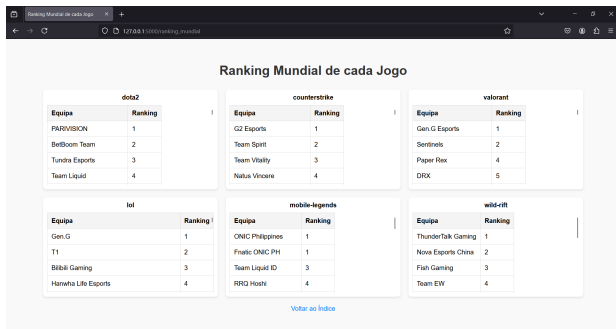 Ranking Mundial de cada Jogo
127.0.0.1:5000/ranking_mundial
Ranking Mundial de cada Jogo
dota2
Equipa Ranking
PARIVISION 1
BetBoom Team 2
Tundra Esports 3
Team Liquid 4
counterstrike
Equipa Ranking
G2 Esports 1
Team Spirit 2
Team Vitality 3
Natus Vincere 4
valorant
Equipa Ranking
Gen.G Esports 1
Sentinels 2
Paper Rex 4
DRX 5
lol
Equipa Ranking
Gen.G 1
T1 2
Bilibili Gaming 3
Hanwha Life Esports 4
mobile-legends
Equipa Ranking
ONIC Philippines 1
Fnatic ONIC PH 1
Team Liquid ID 3
RRQ Hoshi 4
wild-rift
Equipa Ranking
ThunderTalk Gaming 1
Nova Esports China 2
Fish Gaming 3
Team EW 4
Voltar ao Índice